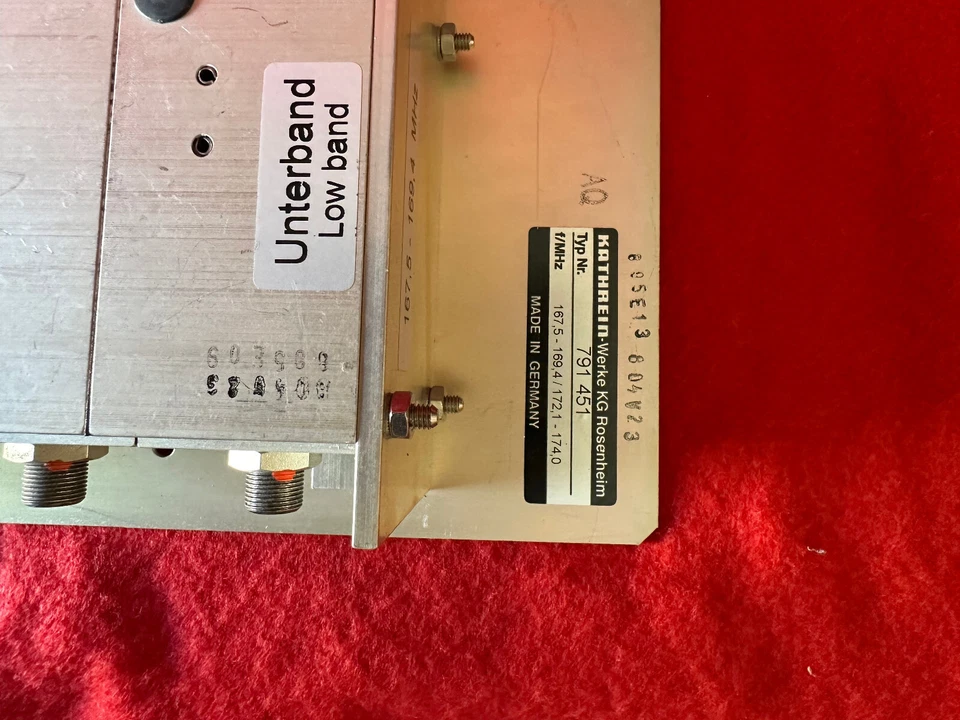 Unterband
Low band
167,5 - 169,4 MHZ
AQ
KATHREIN-Werke KG Rosenheim
Typ Nr. 791 451
f/MHz 167,5 - 169,4 / 172,1 - 174,0
MADE IN GERMANY